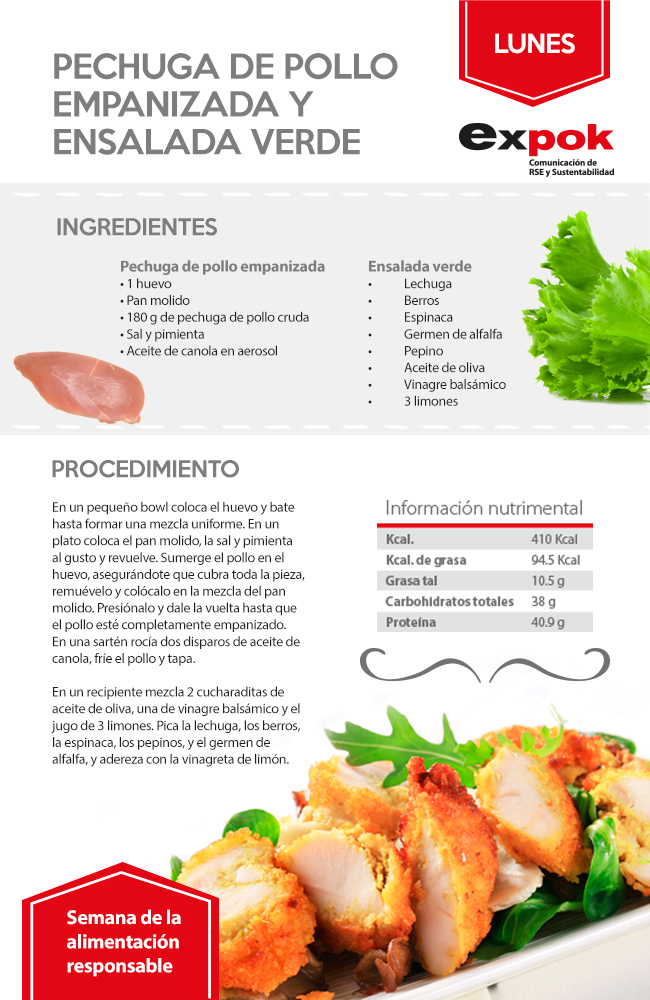 LUNES
PECHUGA DE POLLO
EMPANIZADA Y
ENSALADA VERDE
expok
Comunicación de
RSE y Sustentabilidad
INGREDIENTES
Pechuga de pollo empanizada
• 1 huevo
• Pan molido
• 180 g de pechuga de pollo cruda
• Sal y pimienta
• Aceite de canola en aerosol
Ensalada verde
• Lechuga
• Berros
• Espinaca
• Germen de alfalfa
• Pepino
• Aceite de oliva
• Vinagre balsámico
• 3 limones
PROCEDIMIENTO
En un pequeño bowl coloca el huevo y bate
hasta formar una mezcla uniforme. En un
plato coloca el pan molido, la sal y pimienta
al gusto y revuelve. Sumerge el pollo en el
huevo, asegurándote que cubra toda la pieza,
remuévelo y colócalo en la mezcla del pan
molido. Presiónalo y dale la vuelta hasta que
el pollo esté completamente empanizado.
En una sartén rocía dos disparos de aceite de
canola, fríe el pollo y tapa.
En un recipiente mezcla 2 cucharaditas de
aceite de oliva, una de vinagre balsámico y el
jugo de 3 limones. Pica la lechuga, los berros,
la espinaca, los pepinos, y el germen de
alfalfa, y adereza con la vinagreta de limón.
Información nutrimental
Kcal. 410 Kcal
Kcal. de grasa 94.5 Kcal
Grasa tal 10.5 g
Carbohidratos totales 38 g
Proteína 40.9 g
Semana de la
alimentación
responsable